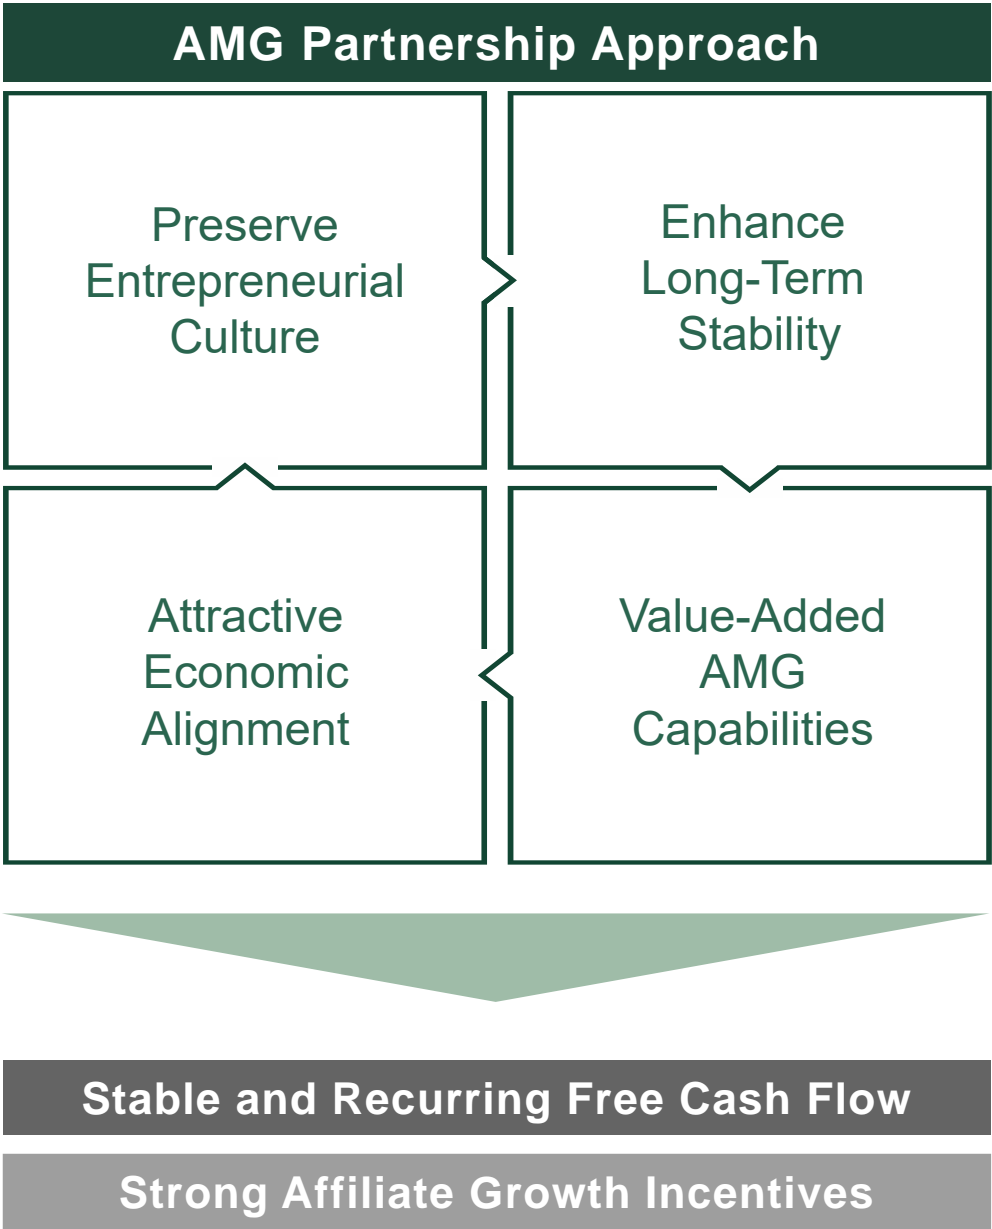 AMG Partnership Approach
Preserve
Entrepreneurial
Culture
Enhance
Long-Term
Stability
Attractive
Economic
Alignment
Value-Added
AMG
Capabilities
Stable and Recurring Free Cash Flow
Strong Affiliate Growth Incentives